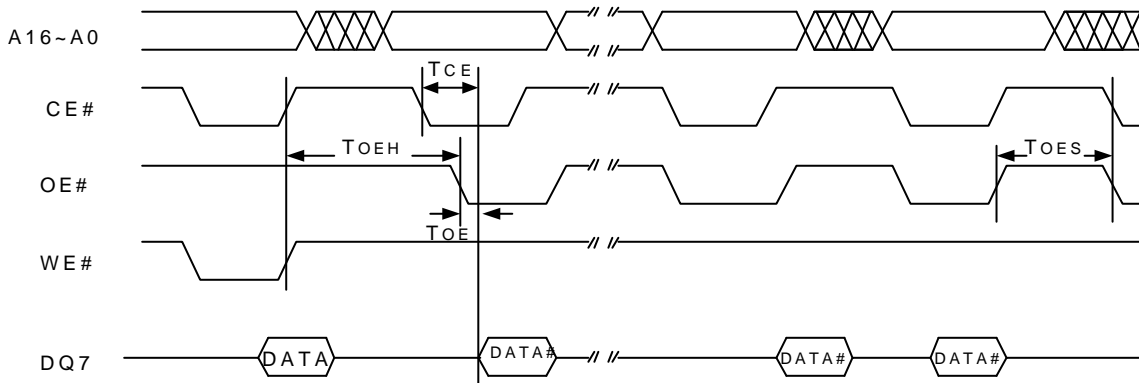 A16~A0
TCE
CE#
TOEH
TOES
OE#
TOE
WE#
DATA
DATA#
DATA#
DATA#
DQ7